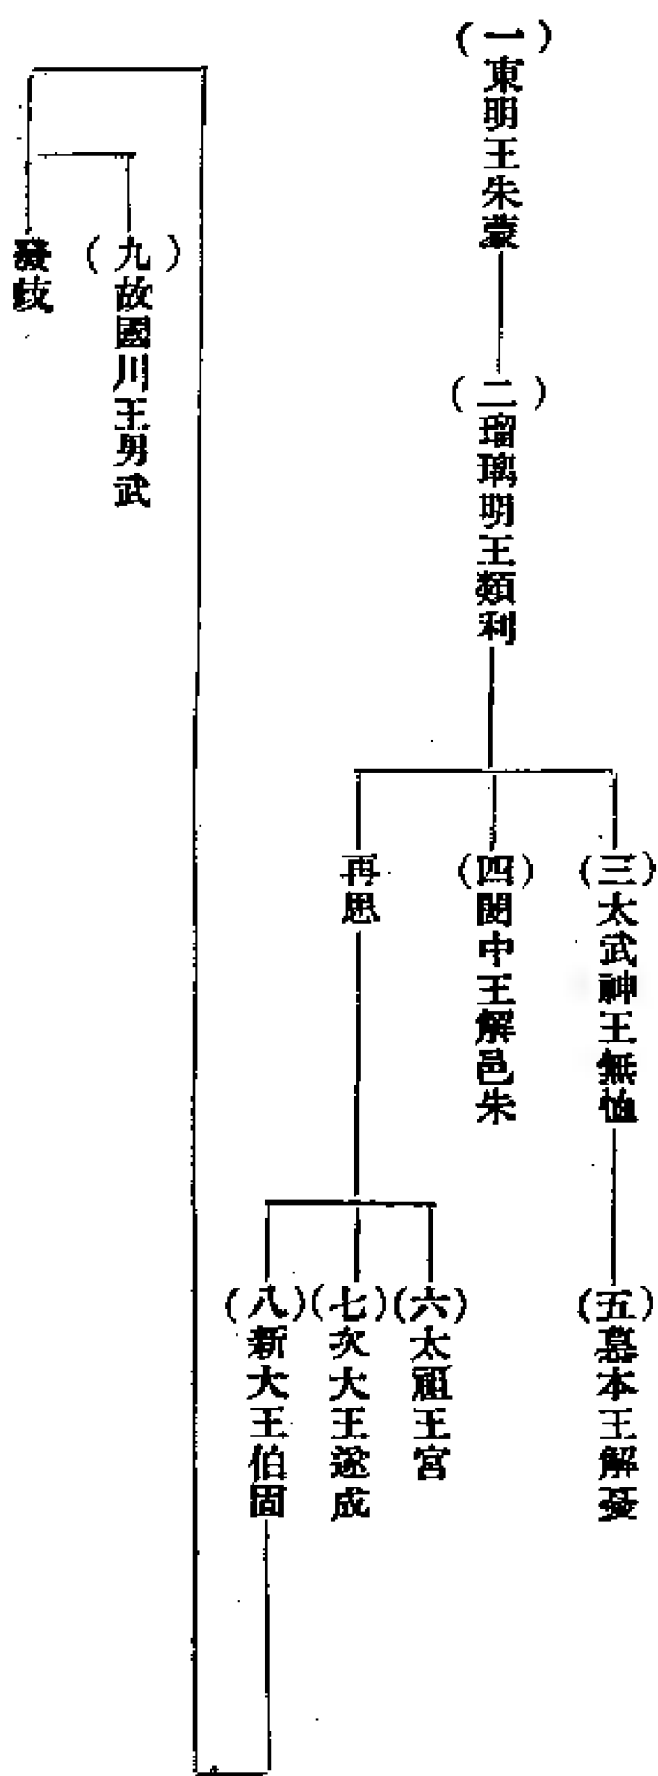 (一)東明王朱蒙
(二)瑠璃明王類利
(三)太武神王無恤
(四)閔中王解邑朱
再思
(五)慕本王解憂
(六)太祖王宮
(七)次大王遂成
(八)新大王伯固
(九)故國川王男武
發歧